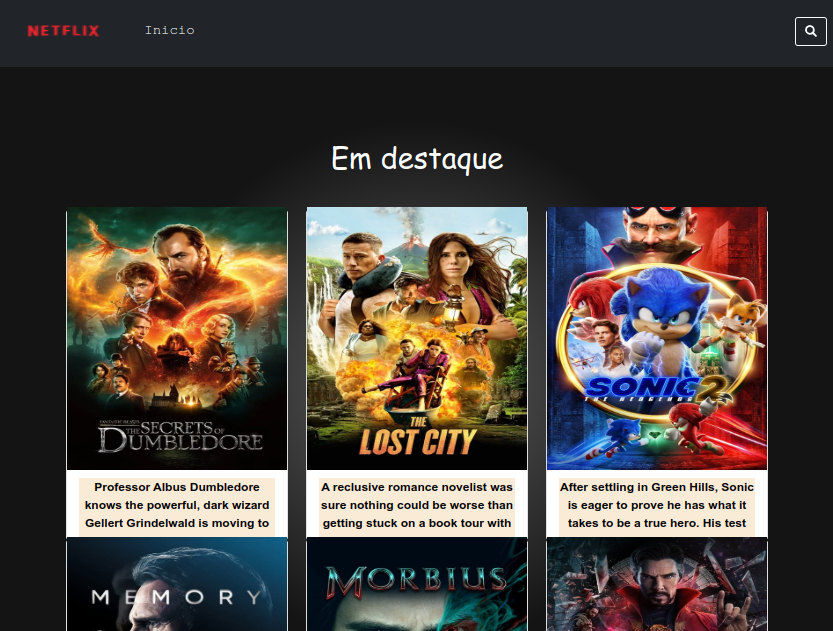 NETFLIX
Inicio
Em destaque
FANTASTIC BEASTS
THE SECRETS OF
DUMBLEDORE
THE
LOST CITY
SONIC 2
THE HEDGEHOG
Professor Albus Dumbledore
knows the powerful, dark wizard
Gellert Grindelwald is moving to
A reclusive romance novelist was
sure nothing could be worse than
getting stuck on a book tour with
After settling in Green Hills, Sonic
is eager to prove he has what it
takes to be a true hero. His test
MEMORY
MORBIUS